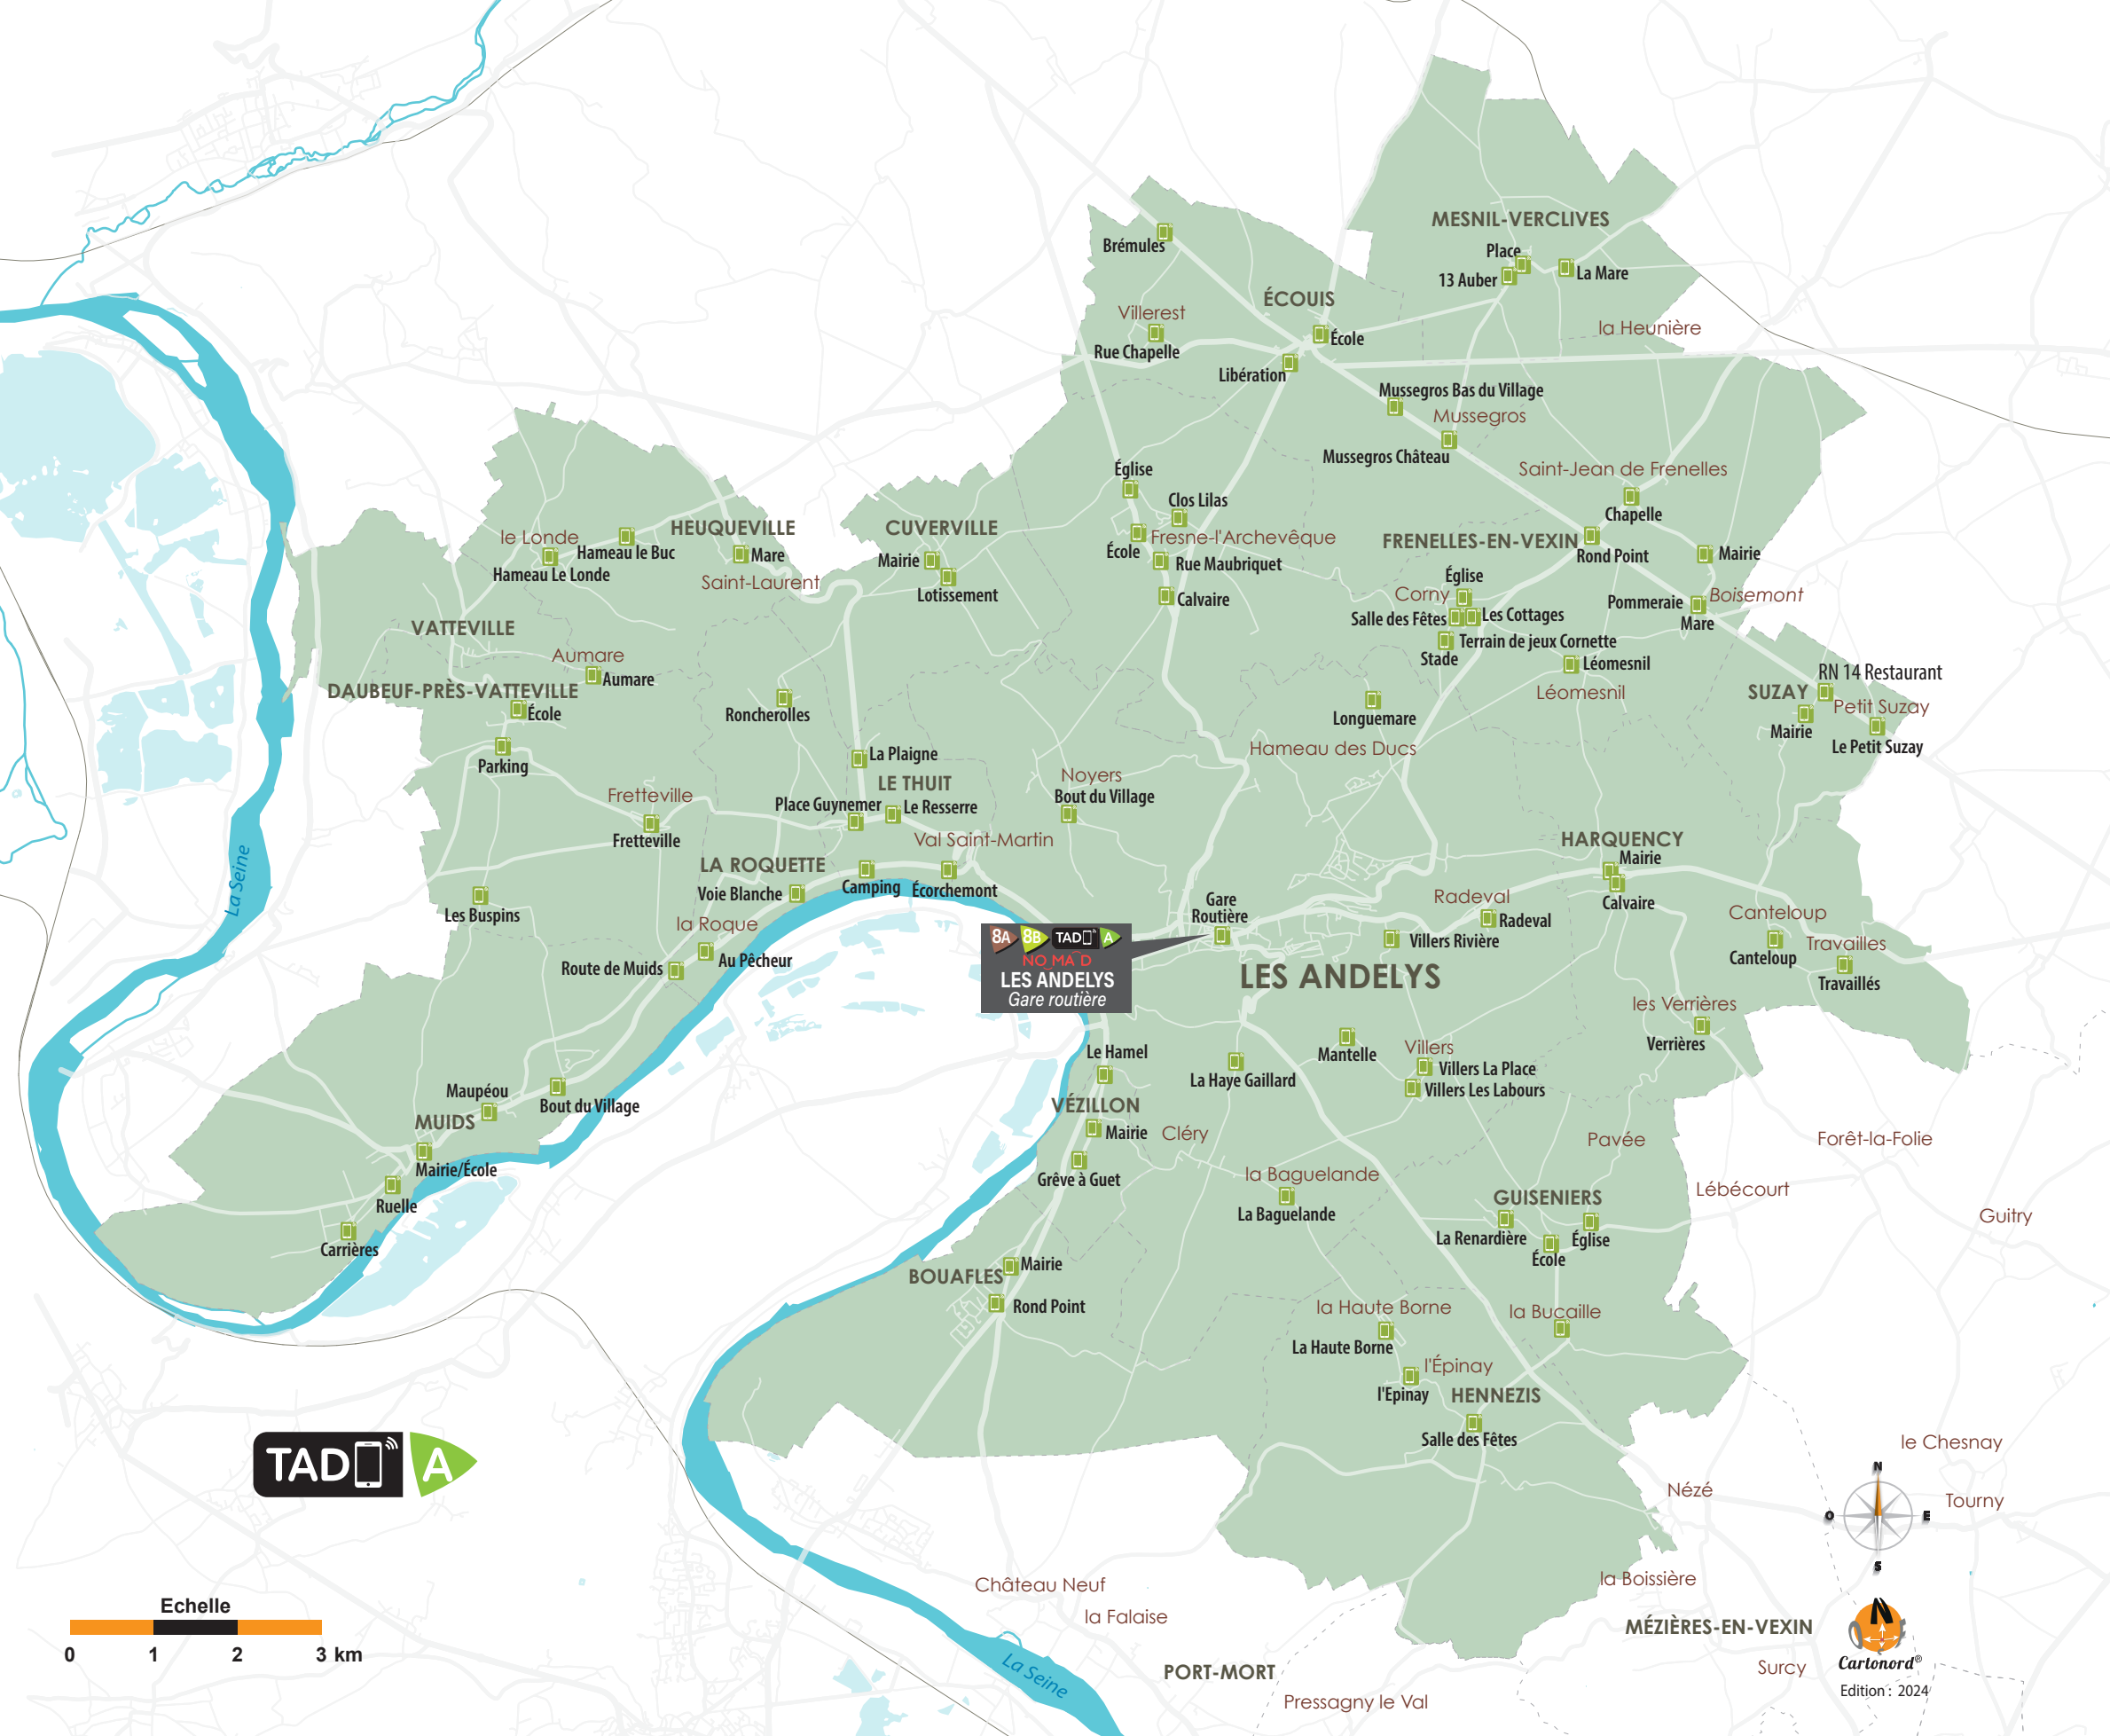 MESNIL-VERCLIVES
Place
13 Auber
La Mare
Brémules
ÉCOUIS
Villerest
Rue Chapelle
École
Libération
la Heunière
Mussegros Bas du Village
Mussegros
Mussegros Château
Saint-Jean de Frenelles
Chapelle
Église
Clos Lilas
École
Fresne-l'Archevêque
Rue Maubriquet
Calvaire
FRENELLES-EN-VEXIN
Rond Point
Mairie
Église
Corny
Salle des Fêtes
Les Cottages
Terrain de jeux Cornette
Stade
Pommeraie
Boisemont
Mare
Léomesnil
Léomesnil
RN 14 Restaurant
SUZAY
Petit Suzay
Mairie
Le Petit Suzay
le Londe
Hameau le Buc
Hameau Le Londe
HEUQUEVILLE
Mare
Saint-Laurent
CUVERVILLE
Mairie
Lotissement
VATTEVILLE
Aumare
Aumare
DAUBEUF-PRÈS-VATTEVILLE
École
Parking
Roncherolles
La Plaigne
LE THUIT
Place Guynemer
Le Resserre
Longuemare
Hameau des Ducs
Noyers
Bout du Village
Fretteville
Fretteville
Val Saint-Martin
LA ROQUETTE
Voie Blanche
Camping
Écorchemont
Les Buspins
la Roque
Au Pêcheur
Route de Muids
La Seine
HARQUENCY
Mairie
Calvaire
Gare
Routière
Radeval
Radeval
Villers Rivière
Canteloup
Canteloup
Travailles
Travaillés
8A 8B TAD A
NOMAD
LES ANDELYS
Gare routière
LES ANDELYS
les Verrières
Verrières
Le Hamel
La Haye Gaillard
Mantelle
Villers
Villers La Place
Villers Les Labours
VÉZILLON
Mairie
Cléry
Grêve à Guet
Maupéou
Bout du Village
MUIDS
Mairie/École
Ruelle
Carrières
Pavée
Forêt-la-Folie
Lébécourt
Guitry
la Baguelande
La Baguelande
GUISENIERS
La Renardière
Église
École
BOUAFLES
Mairie
Rond Point
la Haute Borne
La Haute Borne
la Bucaille
l'Épinay
l'Epinay
HENNEZIS
Salle des Fêtes
TAD A
le Chesnay
Nézé
Tourny
N
O
E
S
Château Neuf
la Falaise
la Boissière
MÉZIÈRES-EN-VEXIN
Surcy
PORT-MORT
Pressagny le Val
La Seine
Echelle
0 1 2 3 km
Cartonord®
Edition : 2024